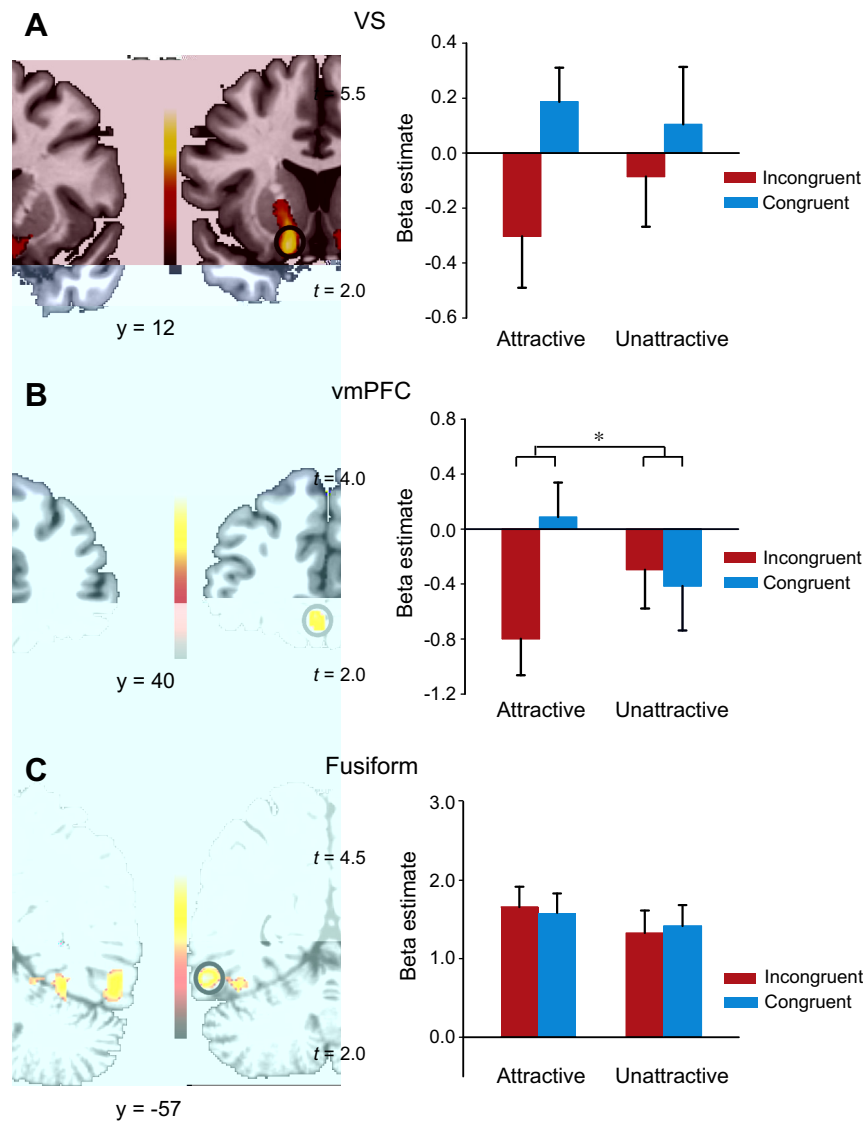 A
VS
t = 5.5
t = 2.0
y = 12
0.4
0.2
0.0
-0.2
-0.4
-0.6
Beta estimate
Attractive Unattractive
Incongruent
Congruent
B
vmPFC
t = 4.0
t = 2.0
y = 40
0.8
0.4
0.0
-0.4
-0.8
-1.2
Beta estimate
*
Attractive Unattractive
Incongruent
Congruent
C
Fusiform
t = 4.5
t = 2.0
y = -57
3.0
2.0
1.0
0.0
Beta estimate
Attractive Unattractive
Incongruent
Congruent